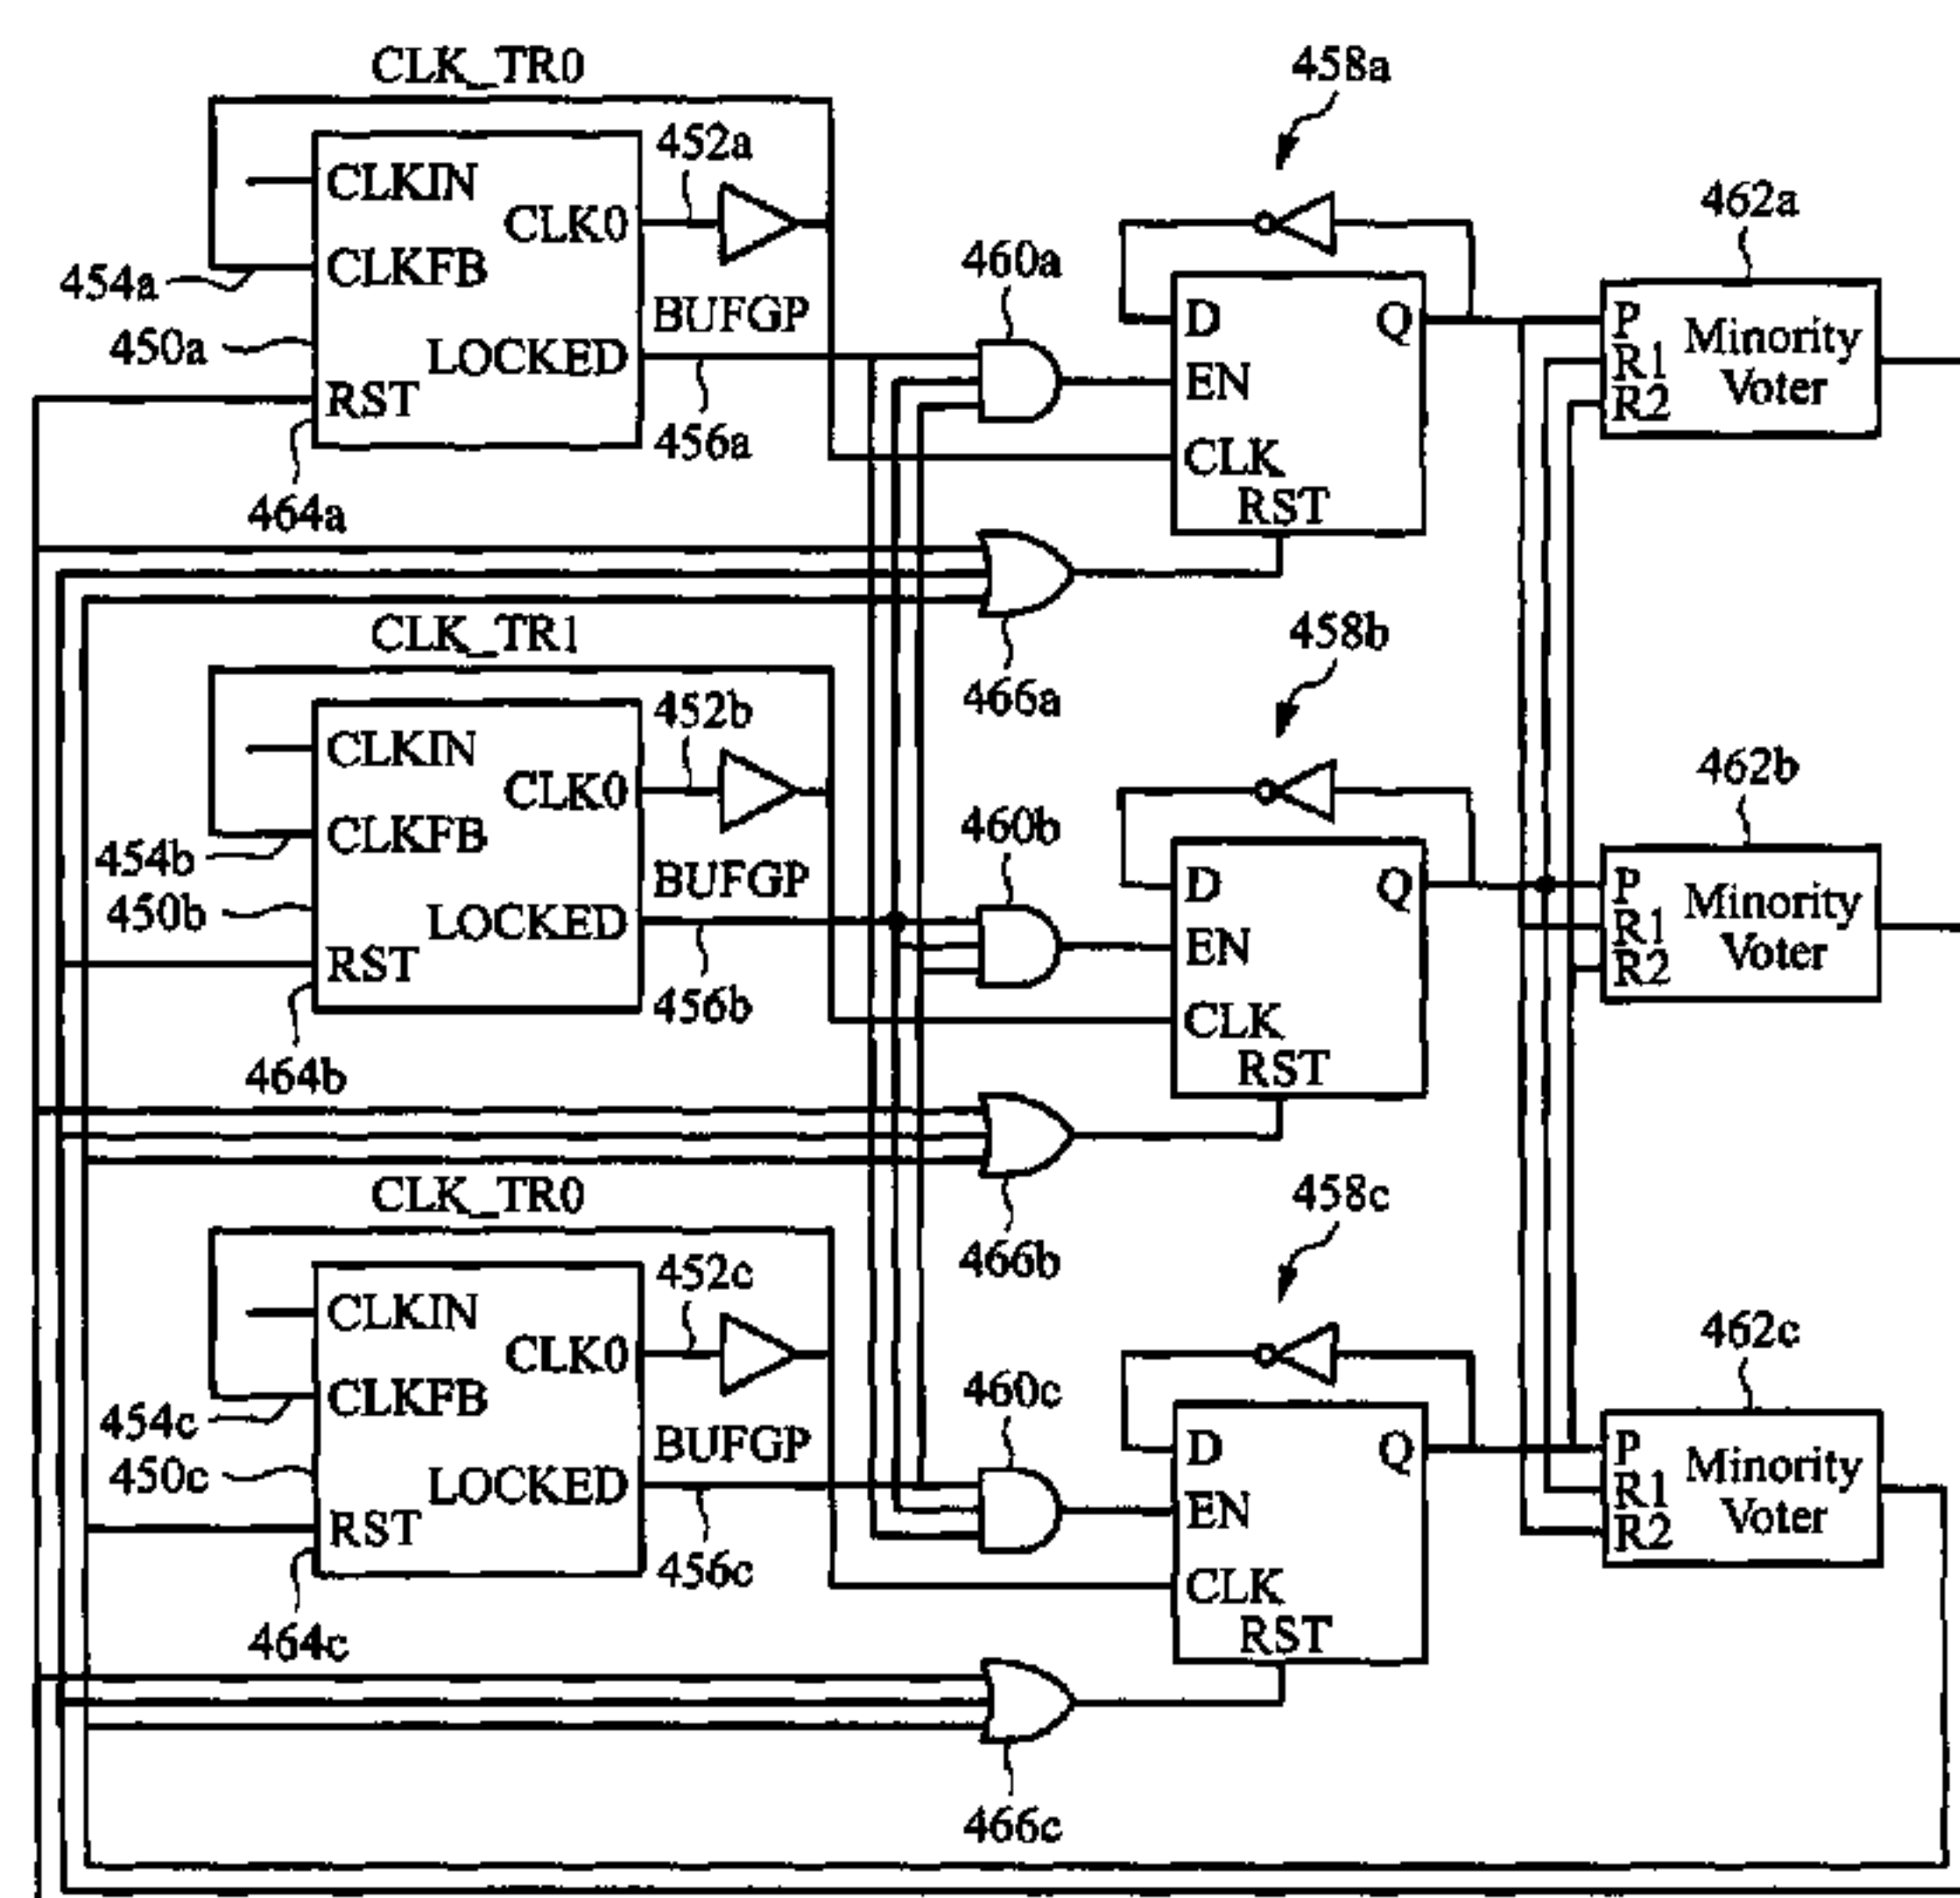 CLK_TR0
458a
452a
462a
CLKIN
CLK0
460a
454a
CLKFB
BUFGP
D
Q
P
Minority
R1
450a
LOCKED
EN
Voter
R2
RST
456a
CLK
464a
RST
CLK_TR1
458b
466a
452b
462b
CLKIN
CLK0
460b
454b
CLKFB
BUFGP
D
Q
P
Minority
R1
450b
LOCKED
EN
Voter
R2
RST
456b
CLK
464b
RST
CLK_TR0
458c
466b
452c
462c
CLKIN
CLK0
460c
454c
CLKFB
BUFGP
D
Q
P
Minority
R1
450c
LOCKED
EN
Voter
R2
RST
456c
CLK
464c
RST
466c